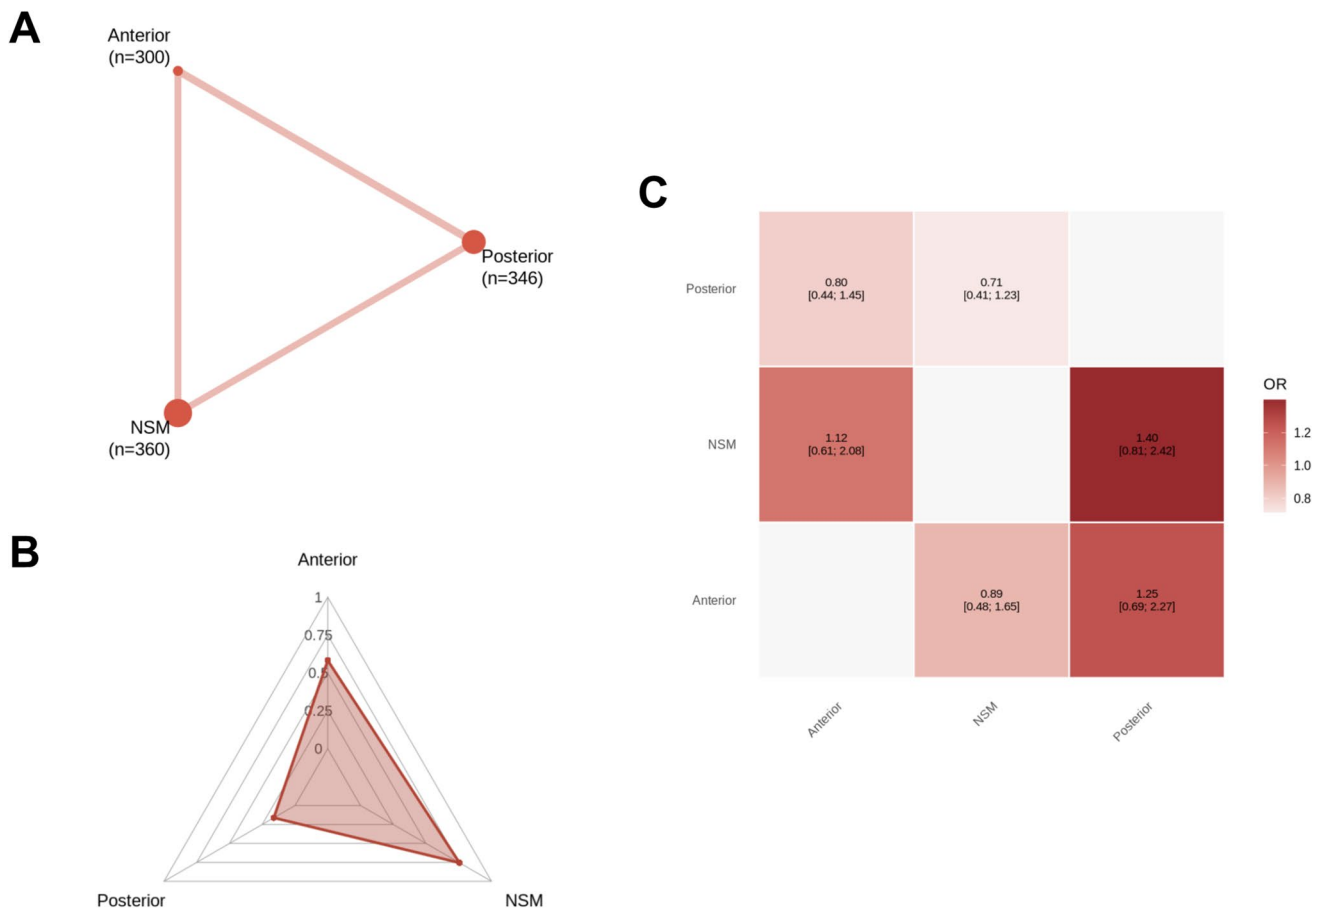 A
Anterior
(n=300)
Posterior
(n=346)
NSM
(n=360)
B
Anterior
1
0.75
0.5
0.25
0
Posterior
NSM
C
Posterior
0.80
[0.44; 1.45]
0.71
[0.41; 1.23]
NSM
1.12
[0.61; 2.08]
1.40
[0.81; 2.42]
Anterior
0.89
[0.48; 1.65]
1.25
[0.69; 2.27]
Anterior
NSM
Posterior
OR
1.2
1.0
0.8